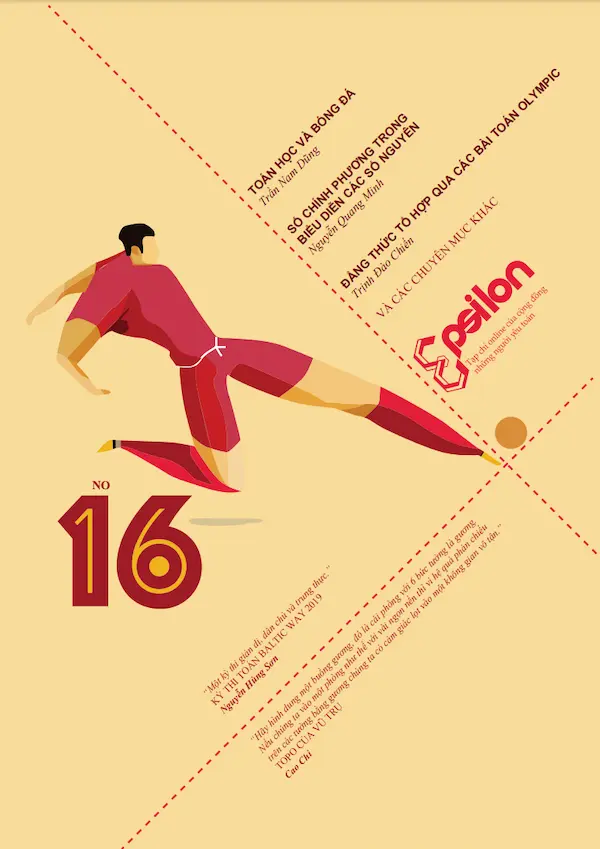 TOÁN HỌC VÀ BÓNG ĐÁ
Trần Nam Dũng
SỐ CHÍNH PHƯƠNG TRONG
BIỂU DIỄN CÁC SỐ NGUYÊN
Nguyễn Quang Minh
ĐẲNG THỨC TỔ HỢP QUA CÁC BÀI TOÁN OLYMPIC
Trịnh Đào Chiến
VÀ CÁC CHUYÊN MỤC KHÁC
Epsilon
Tạp chí online của cộng đồng
những người yêu toán
NO
16
"Một kỳ thi giản dị, dân chủ và trung thực."
KỲ THI TOÁN BALTIC WAY 2019
Nguyễn Hùng Sơn
"Hãy hình dung một buồng gương, đó là cái phòng với 6 bức tường là gương
Nếu chúng ta vào một phòng như thế với vài ngọn nến thì vì hệ quả phản chiếu
trên các tường bằng gương chúng ta có cảm giác lọt vào một không gian vô tận."
TOPO CỦA VŨ TRỤ
Cao Chi